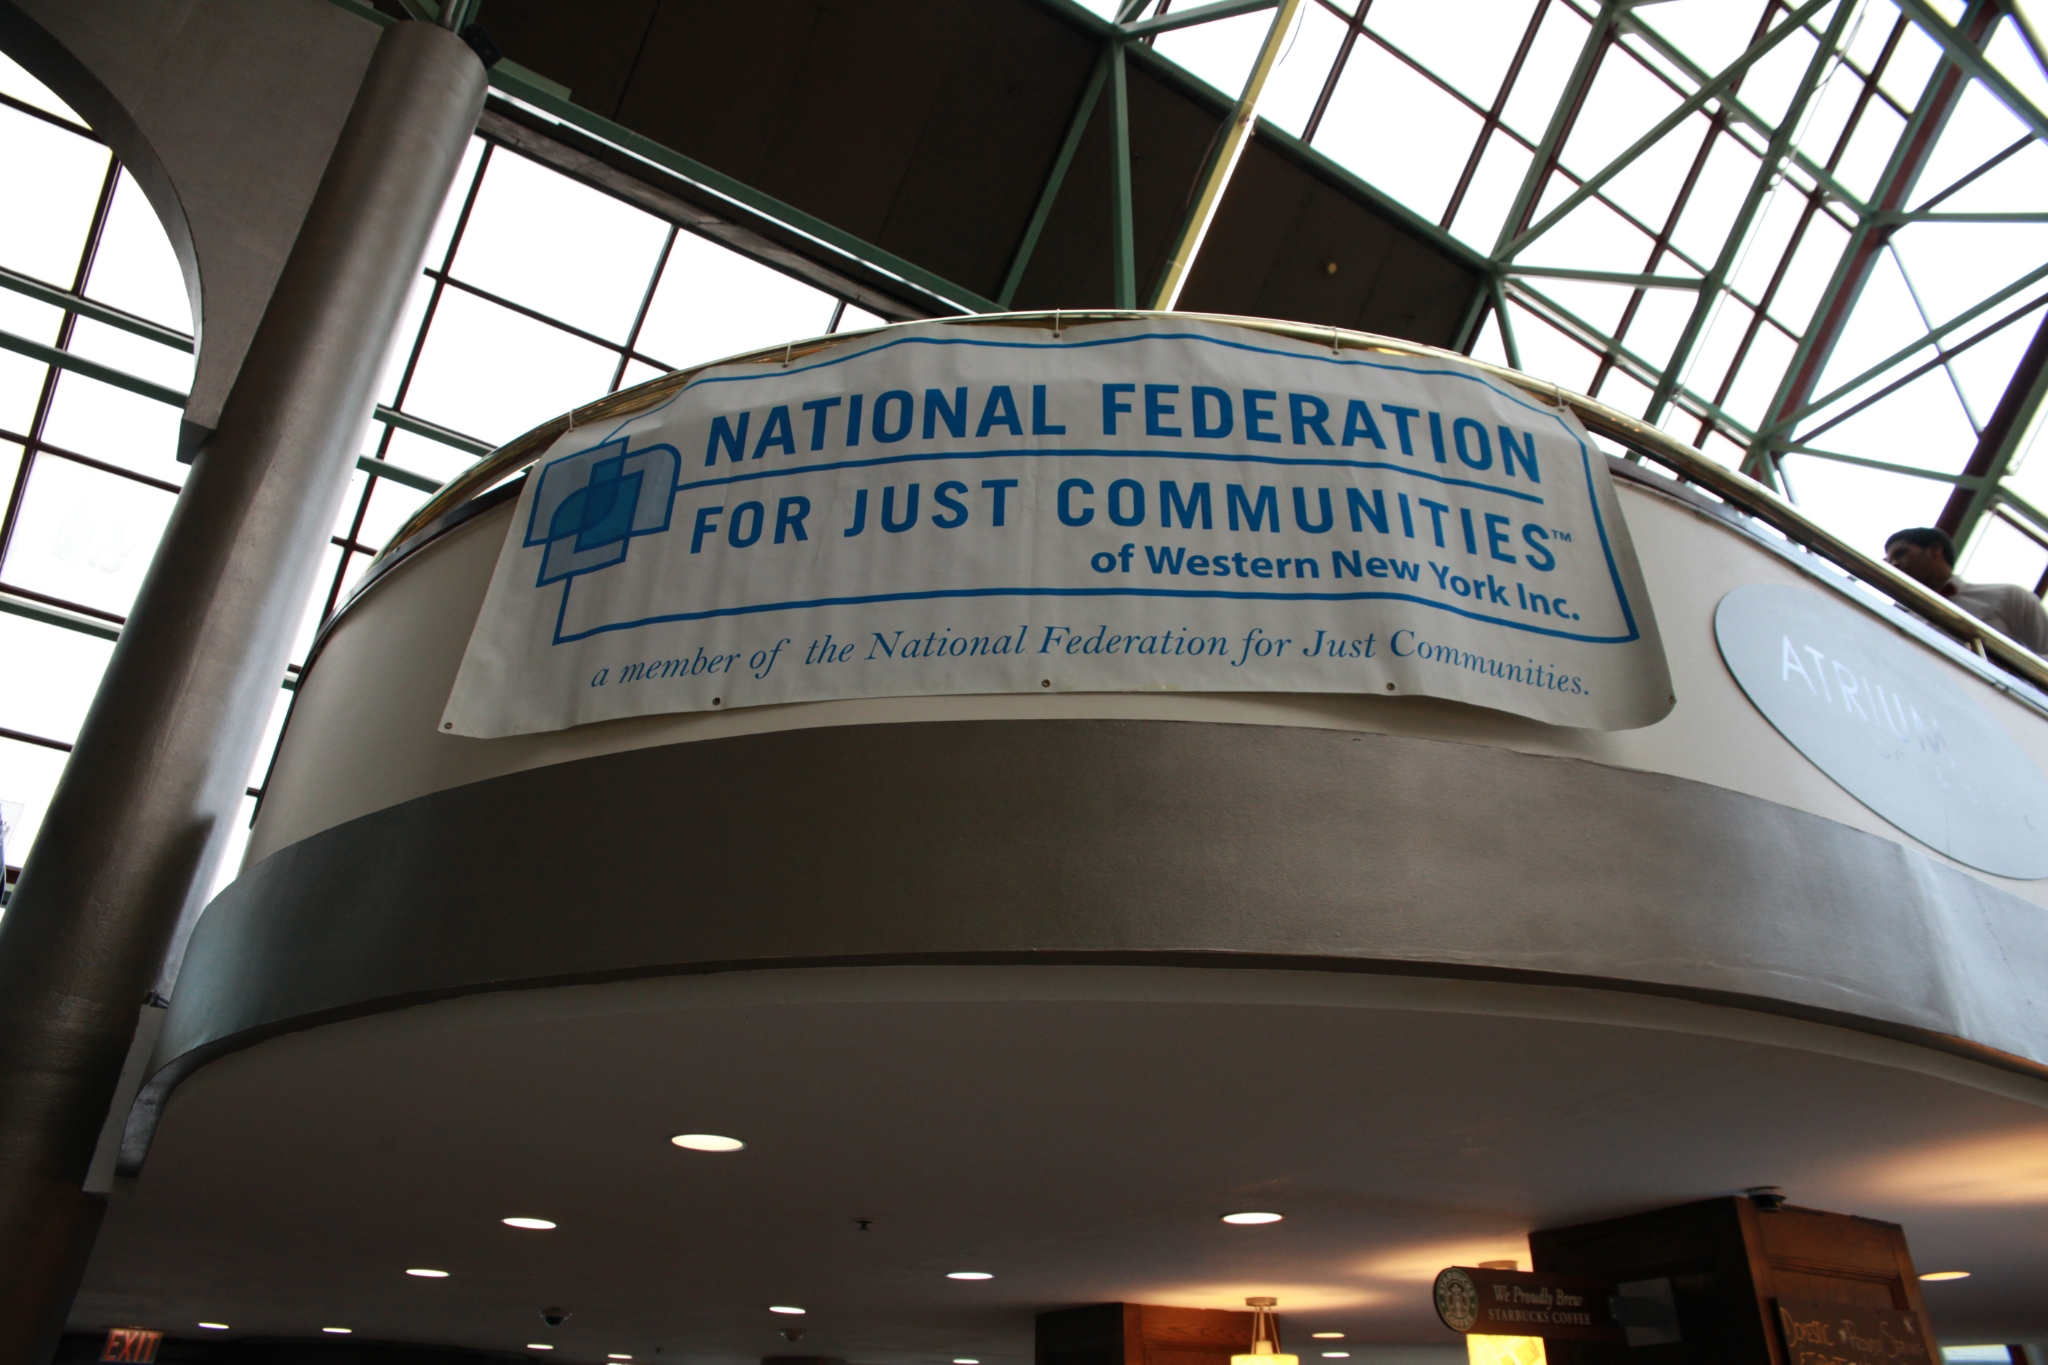 NATIONAL FEDERATION
FOR JUST COMMUNITIES™
of Western New York Inc.
a member of the National Federation for Just Communities.
ATRIUM
We Proudly Brew
STARBUCKS COFFEE
EXIT